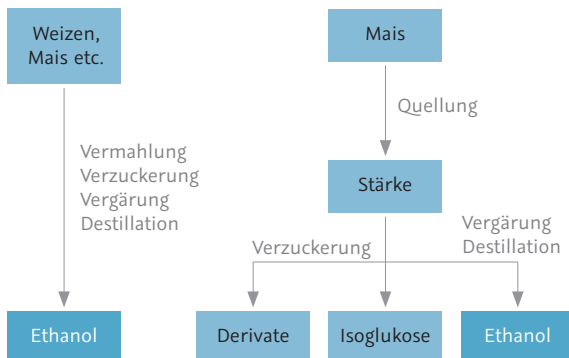 Weizen,
Mais etc.
Vermahlung
Verzuckerung
Vergärung
Destillation
Ethanol
Mais
Quellung
Stärke
Verzuckerung
Vergärung
Destillation
Derivate
Isoglukose
Ethanol